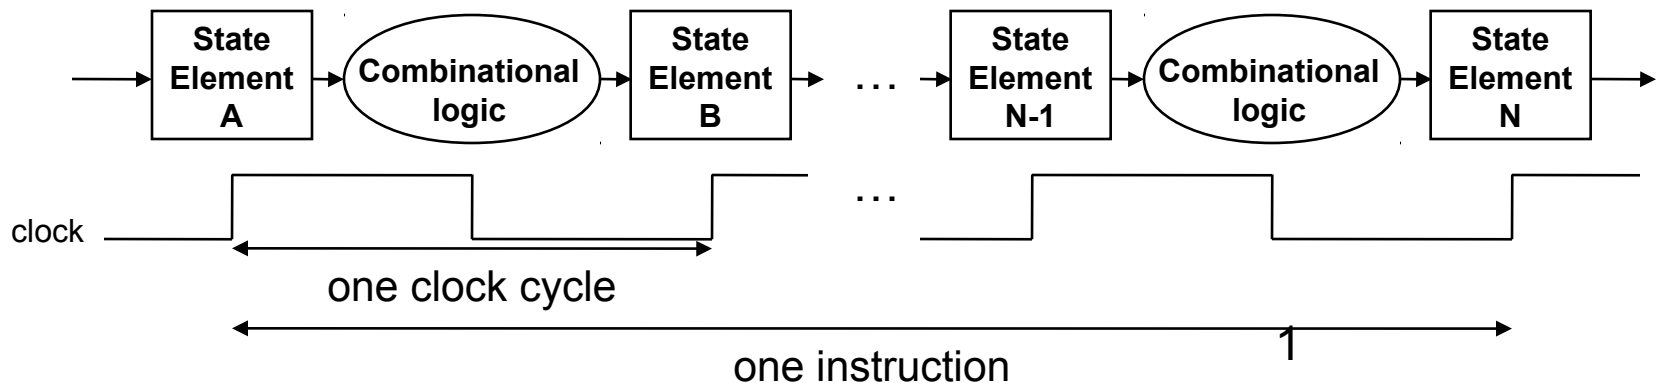 State
Element
A
Combinational
logic
State
Element
B
. . .
State
Element
N-1
Combinational
logic
State
Element
N
clock
. . .
one clock cycle
1
one instruction